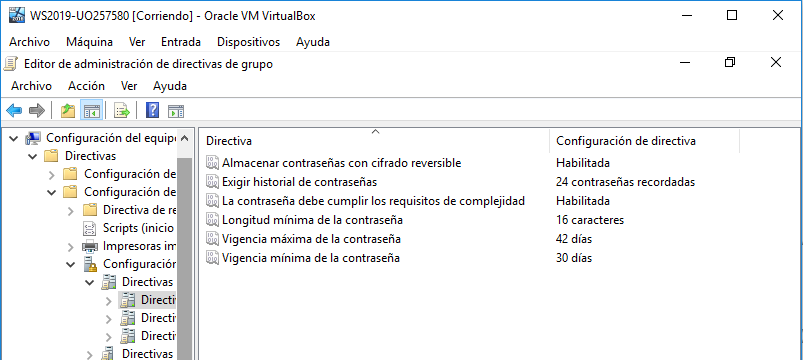 WS2019-UO257580 [Corriendo] - Oracle VM VirtualBox
Archivo Máquina Ver Entrada Dispositivos Ayuda
Editor de administración de directivas de grupo
Archivo Acción Ver Ayuda
Configuración del equipo
Directivas
Configuración de
Configuración de
Directiva de re
Scripts (inicio
Impresoras im
Configuración
Directivas
Directi
Directi
Directi
Directivas
Directiva Configuración de directiva
Almacenar contraseñas con cifrado reversible Habilitada
Exigir historial de contraseñas 24 contraseñas recordadas
La contraseña debe cumplir los requisitos de complejidad Habilitada
Longitud mínima de la contraseña 16 caracteres
Vigencia máxima de la contraseña 42 días
Vigencia mínima de la contraseña 30 días